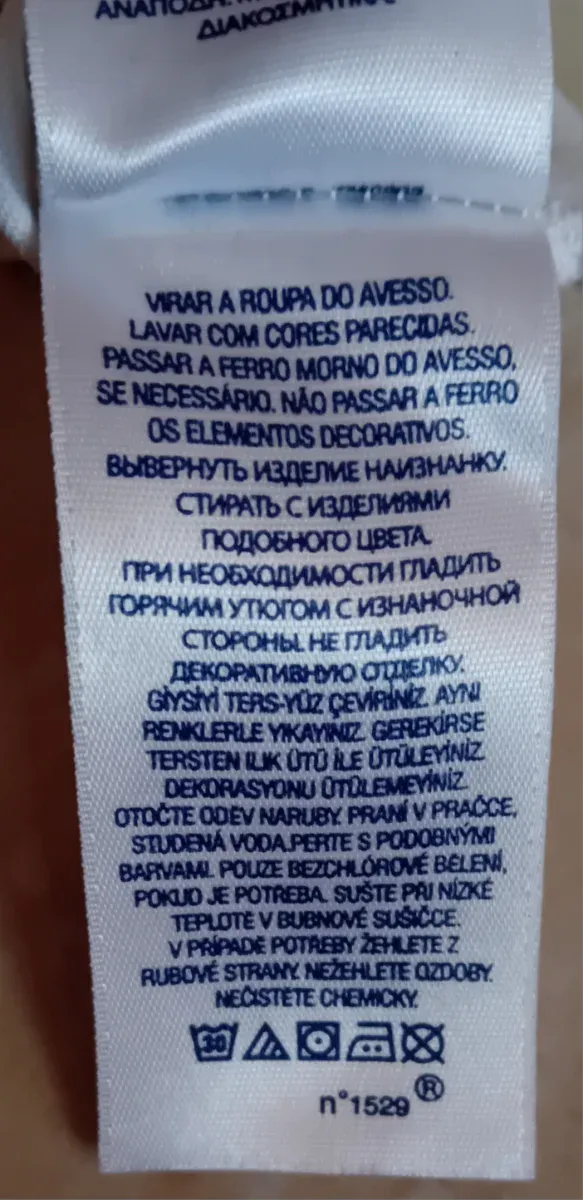 ΔΙΑΚΟΣΜΗΤΙΚΑ
VIRAR A ROUPA DO AVESSO.
LAVAR COM CORES PARECIDAS.
PASSAR A FERRO MORNO DO AVESSO,
SE NECESSÁRIO. NÃO PASSAR A FERRO
OS ELEMENTOS DECORATIVOS.
ВЫВЕРНУТЬ ИЗДЕЛИЕ НАИЗНАНКУ.
СТИРАТЬ С ИЗДЕЛИЯМИ
ПОДОБНОГО ЦВЕТА.
ПРИ НЕОБХОДИМОСТИ ГЛАДИТЬ
ГОРЯЧИМ УТЮГОМ С ИЗНАНОЧНОЙ
СТОРОНЫ. НЕ ГЛАДИТЬ
ДЕКОРАТИВНУЮ ОТДЕЛКУ.
GİYSİYİ TERS-YÜZ ÇEVİRİNİZ. AYNI
RENKLERLE YIKAYINIZ. GEREKİRSE
TERSTEN ILIK ÜTÜ İLE ÜTÜLEYİNİZ.
DEKORASYONU ÜTÜLEMEYİNİZ.
OTOČTE ODĚV NARUBY. PRANÍ V PRAČCE,
STUDENÁ VODA.PERTE S PODOBNÝMI
BARVAMI. POUZE BEZCHLÓROVÉ BĚLENÍ,
POKUD JE POTŘEBA. SUŠTE PŘI NÍZKÉ
TEPLOTĚ V BUBNOVÉ SUŠIČCE.
V PŘÍPADĚ POTŘEBY ŽEHLETE Z
RUBOVÉ STRANY. NEŽEHLETE OZDOBY.
NEČISTĚTE CHEMICKY.
30
n°1529 ®